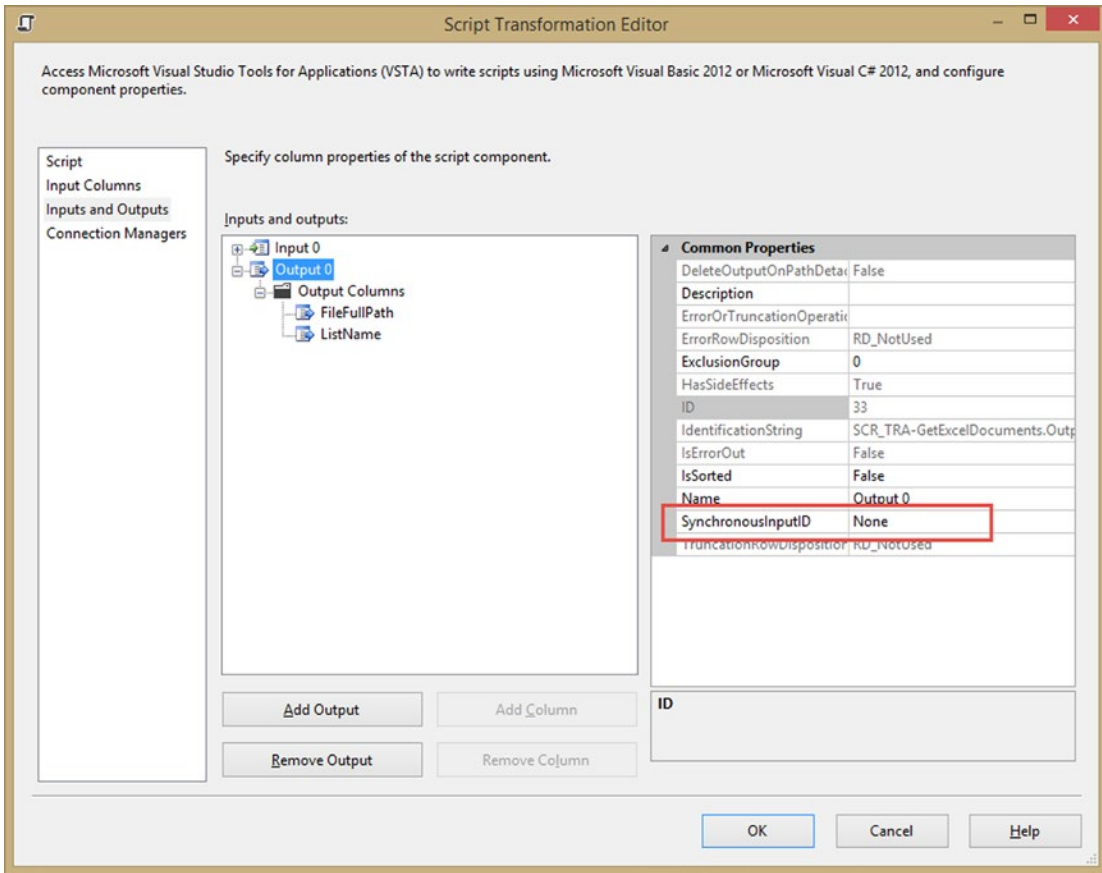 Script Transformation Editor
Access Microsoft Visual Studio Tools for Applications (VSTA) to write scripts using Microsoft Visual Basic 2012 or Microsoft Visual C# 2012, and configure
component properties.
Script
Input Columns
Inputs and Outputs
Connection Managers
Specify column properties of the script component.
Inputs and outputs:
Input 0
Output 0
Output Columns
FileFullPath
ListName
Common Properties
DeleteOutputOnPathDetac False
Description
ErrorOrTruncationOperatic
ErrorRowDisposition RD_NotUsed
ExclusionGroup 0
HasSideEffects True
ID 33
IdentificationString SCR_TRA-GetExcelDocuments.Outp
IsErrorOut False
IsSorted False
Name Output 0
SynchronousInputID None
TruncationRowDisposition RD_NotUsed
Add Output
Add Column
Remove Output
Remove Column
ID
OK
Cancel
Help